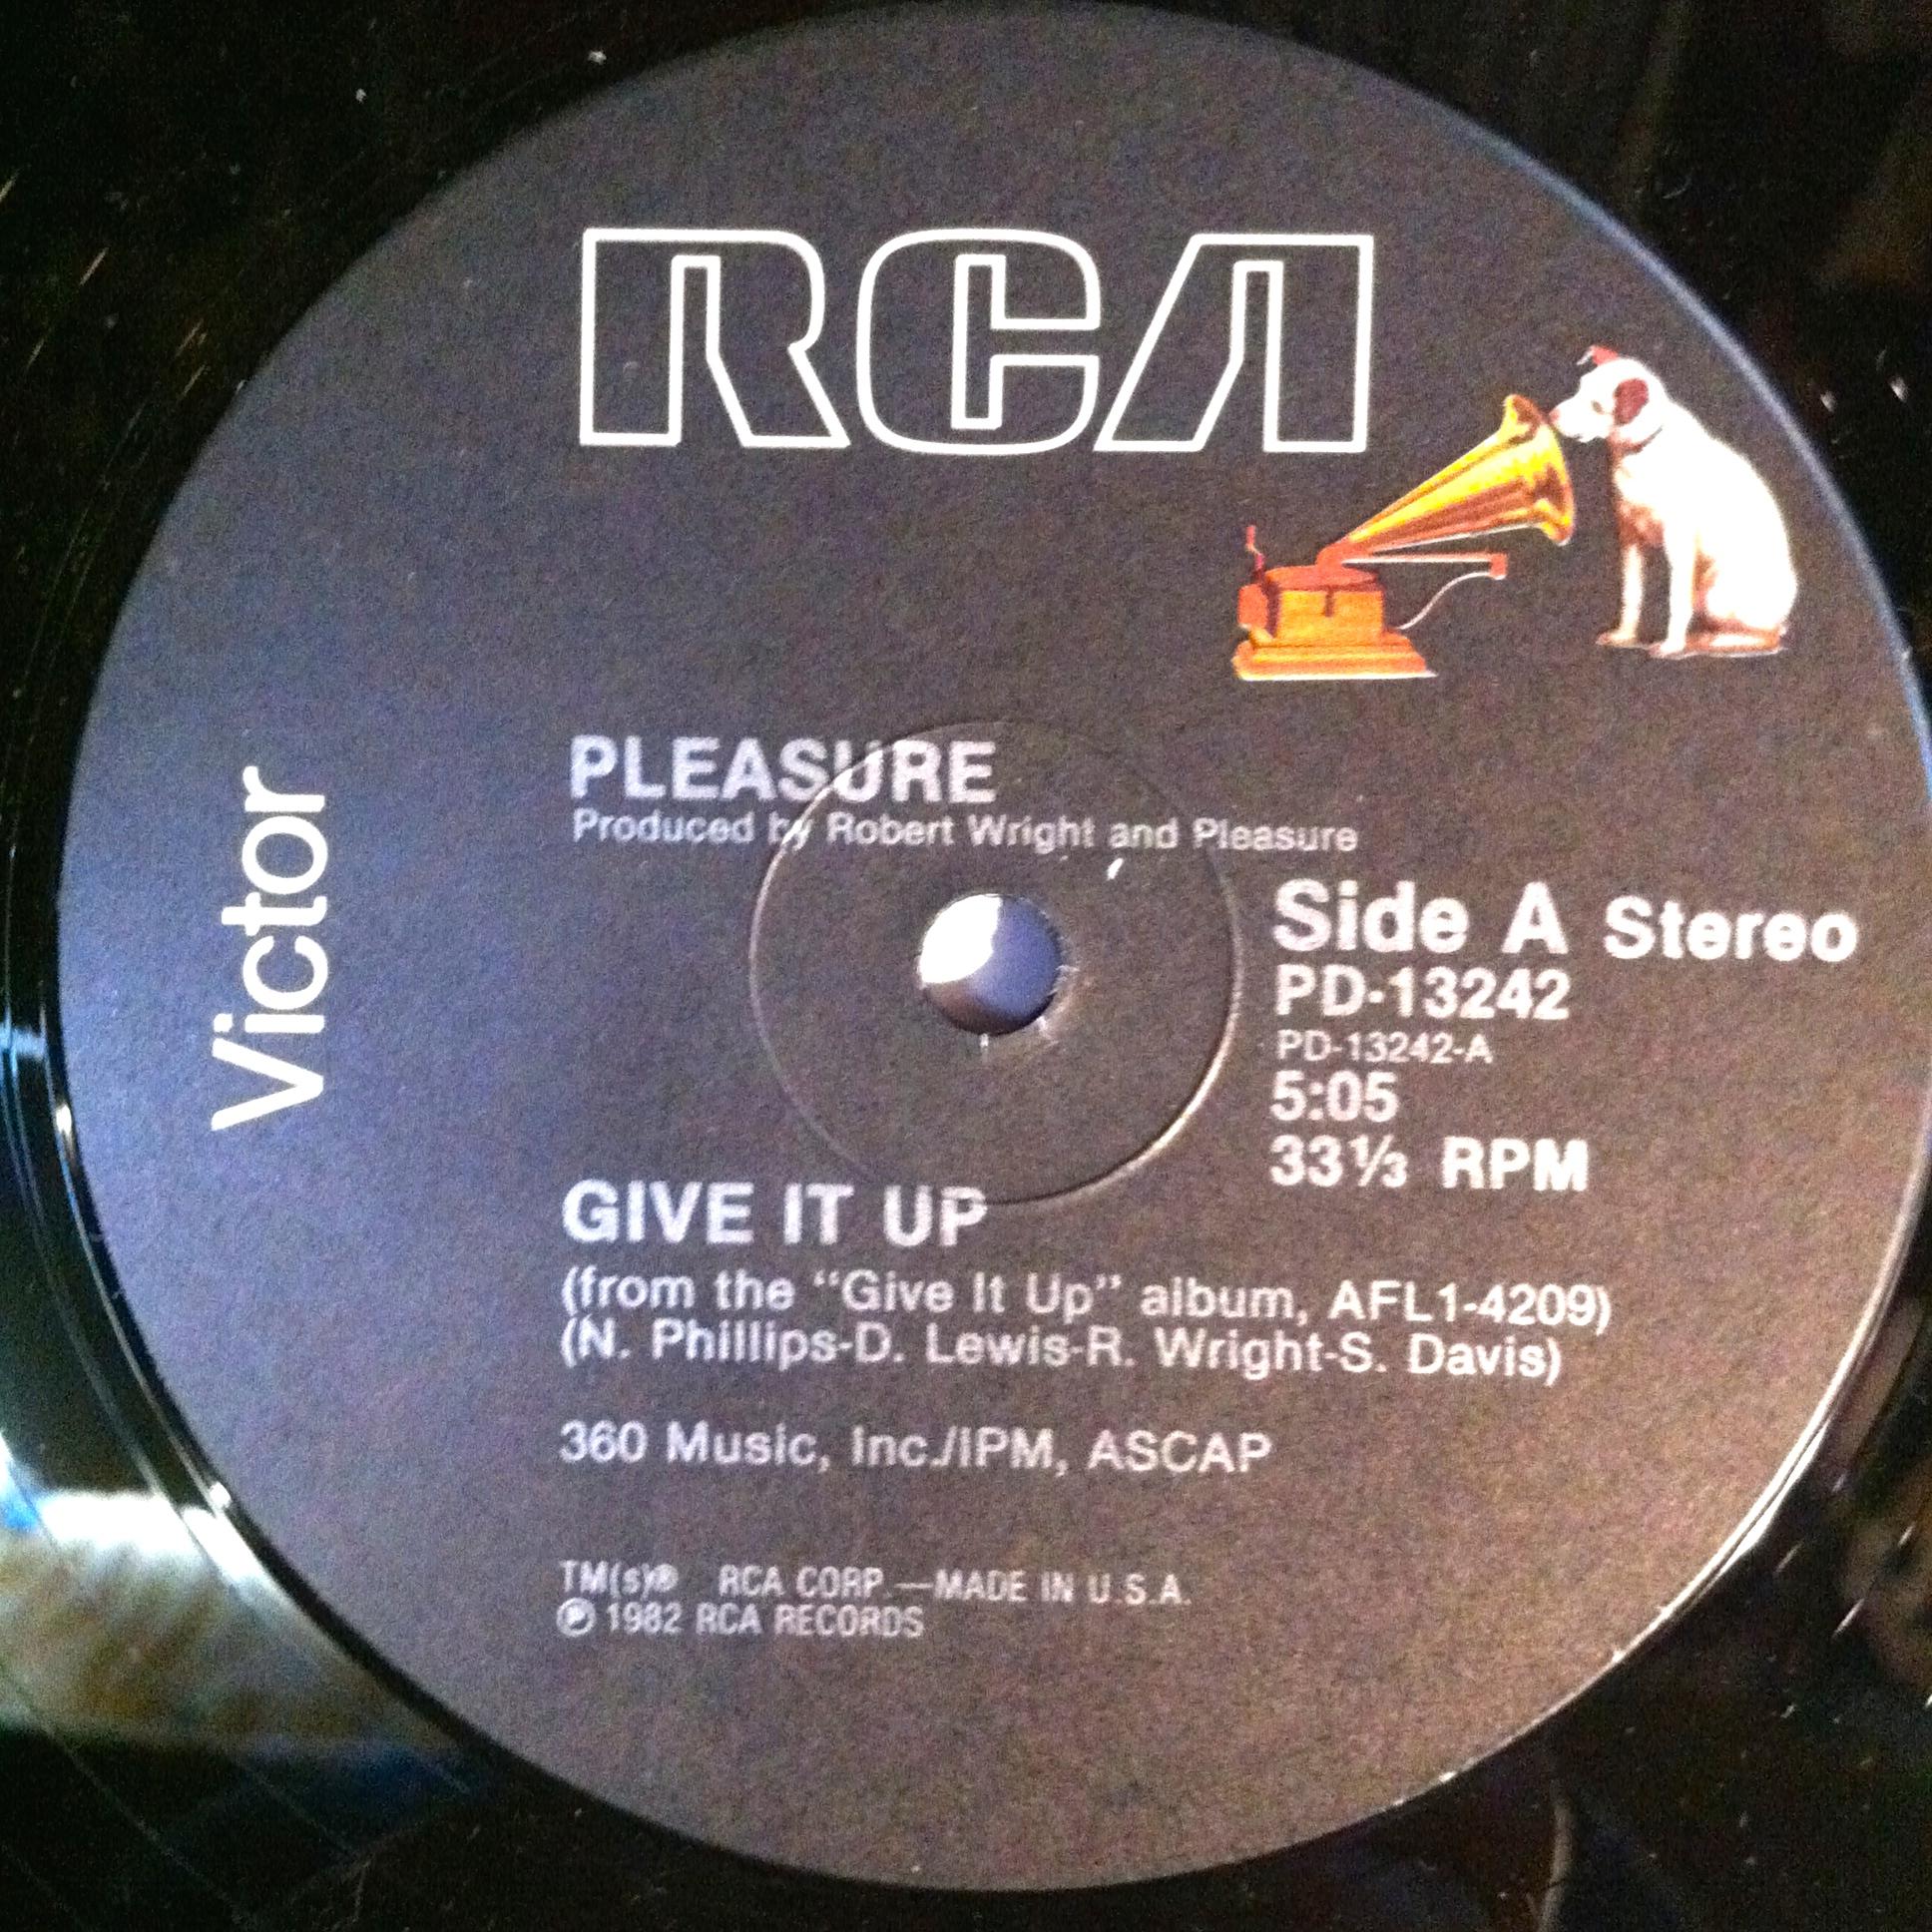 RCA
Victor
PLEASURE
Produced by Robert Wright and Pleasure
Side A Stereo
PD-13242
PD-13242-A
5:05
33⅓ RPM
GIVE IT UP
(from the "Give It Up" album, AFL1-4209)
(N. Phillips-D. Lewis-R. Wright-S. Davis)
360 Music, Inc./IPM, ASCAP
TM(s)® RCA CORP.—MADE IN U.S.A.
℗ 1982 RCA RECORDS